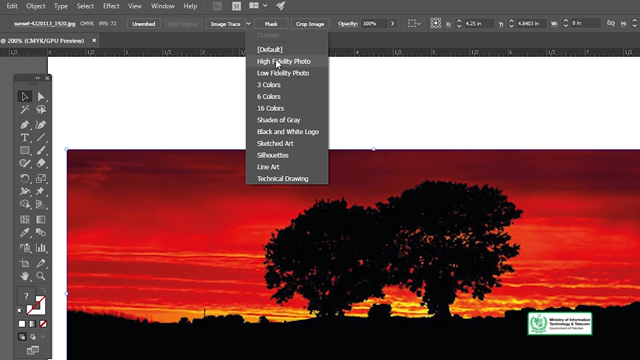 Edit Object Type Select Effect View Window Help
sunset-4220113_1920.jpg CMYK PPI: 72 Unembed Edit Original Image Trace Mask Crop Image Opacity: 100% X: 4.25 in Y: 4.8403 in W: 8 in
@ 200% (CMYK/GPU Preview) ×
Custom
[Default]
High Fidelity Photo
Low Fidelity Photo
3 Colors
6 Colors
16 Colors
Shades of Gray
Black and White Logo
Sketched Art
Silhouettes
Line Art
Technical Drawing
Ministry of Information
Technology & Telecom
Government of Pakistan